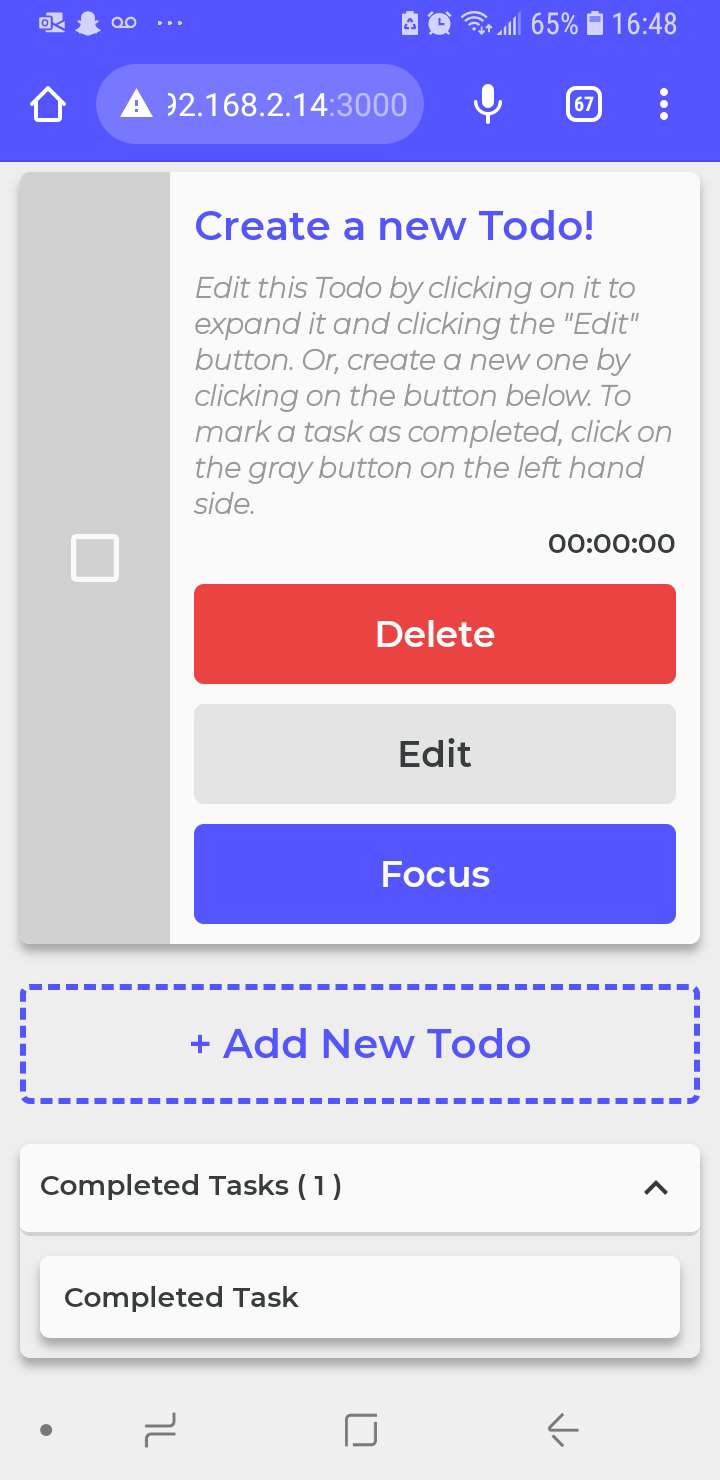 65% 16:48
92.168.2.14:3000
67
Create a new Todo!
Edit this Todo by clicking on it to
expand it and clicking the "Edit"
button. Or, create a new one by
clicking on the button below. To
mark a task as completed, click on
the gray button on the left hand
side.
00:00:00
Delete
Edit
Focus
+ Add New Todo
Completed Tasks ( 1 )
Completed Task